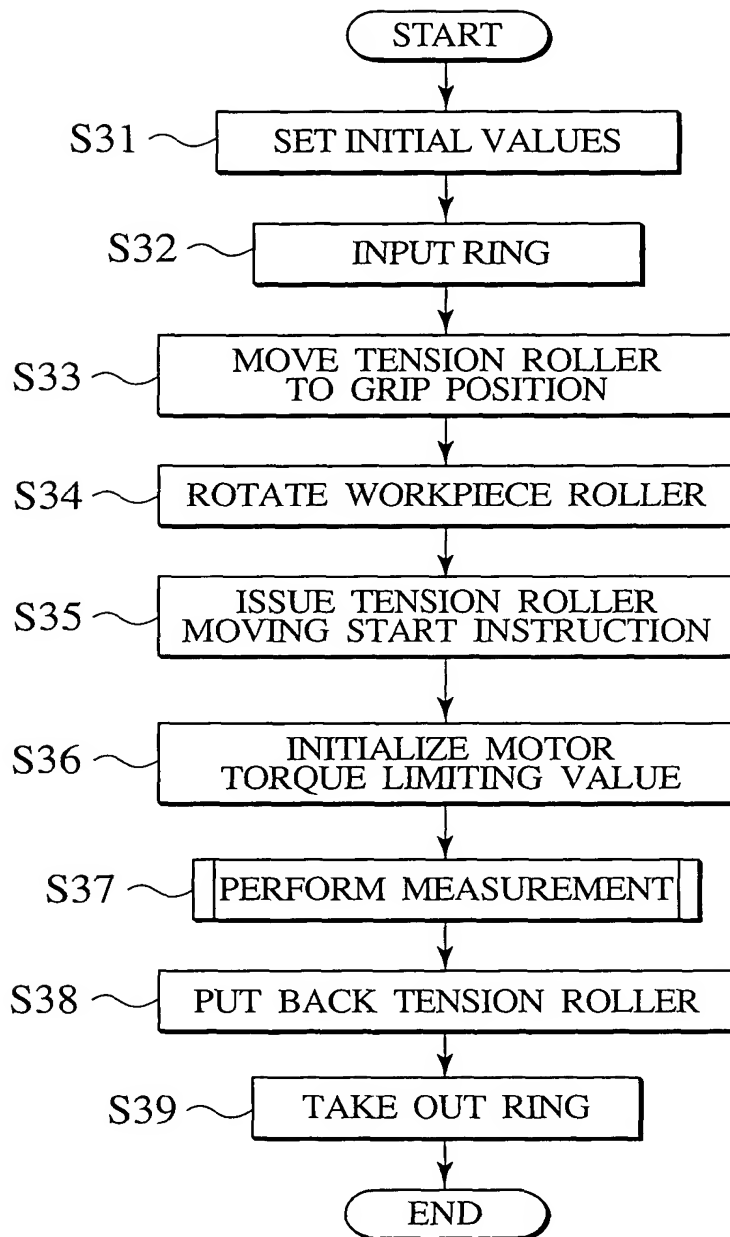 START
S31
SET INITIAL VALUES
S32
INPUT RING
S33
MOVE TENSION ROLLER
TO GRIP POSITION
S34
ROTATE WORKPIECE ROLLER
S35
ISSUE TENSION ROLLER
MOVING START INSTRUCTION
S36
INITIALIZE MOTOR
TORQUE LIMITING VALUE
S37
PERFORM MEASUREMENT
S38
PUT BACK TENSION ROLLER
S39
TAKE OUT RING
END